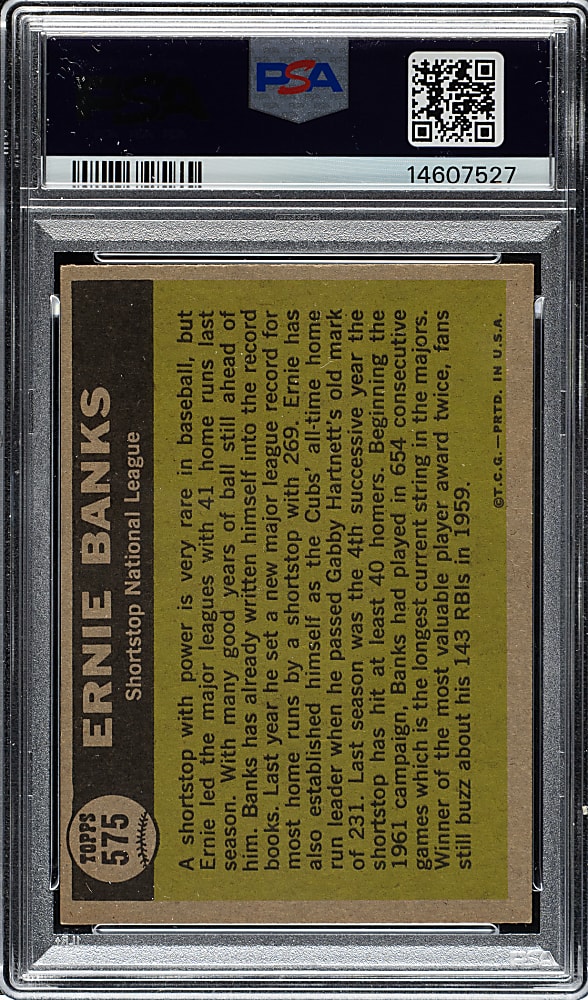 PSA
14607527
TOPPS
575
ERNIE BANKS
Shortstop National League
A shortstop with power is very rare in baseball, but
Ernie led the major leagues with 41 home runs last
season. With many good years of ball still ahead of
him. Banks has already written himself into the record
books. Last year he set a new major league record for
most home runs by a shortstop with 269. Ernie has
also established himself as the Cubs' all-time home
run leader when he passed Gabby Hartnett's old mark
of 231. Last season was the 4th successive year the
shortstop has hit at least 40 homers. Beginning the
1961 campaign, Banks had played in 654 consecutive
games which is the longest current string in the majors.
Winner of the most valuable player award twice, fans
still buzz about his 143 RBIs in 1959.
©T.C.G.—PRTD. IN U.S.A.